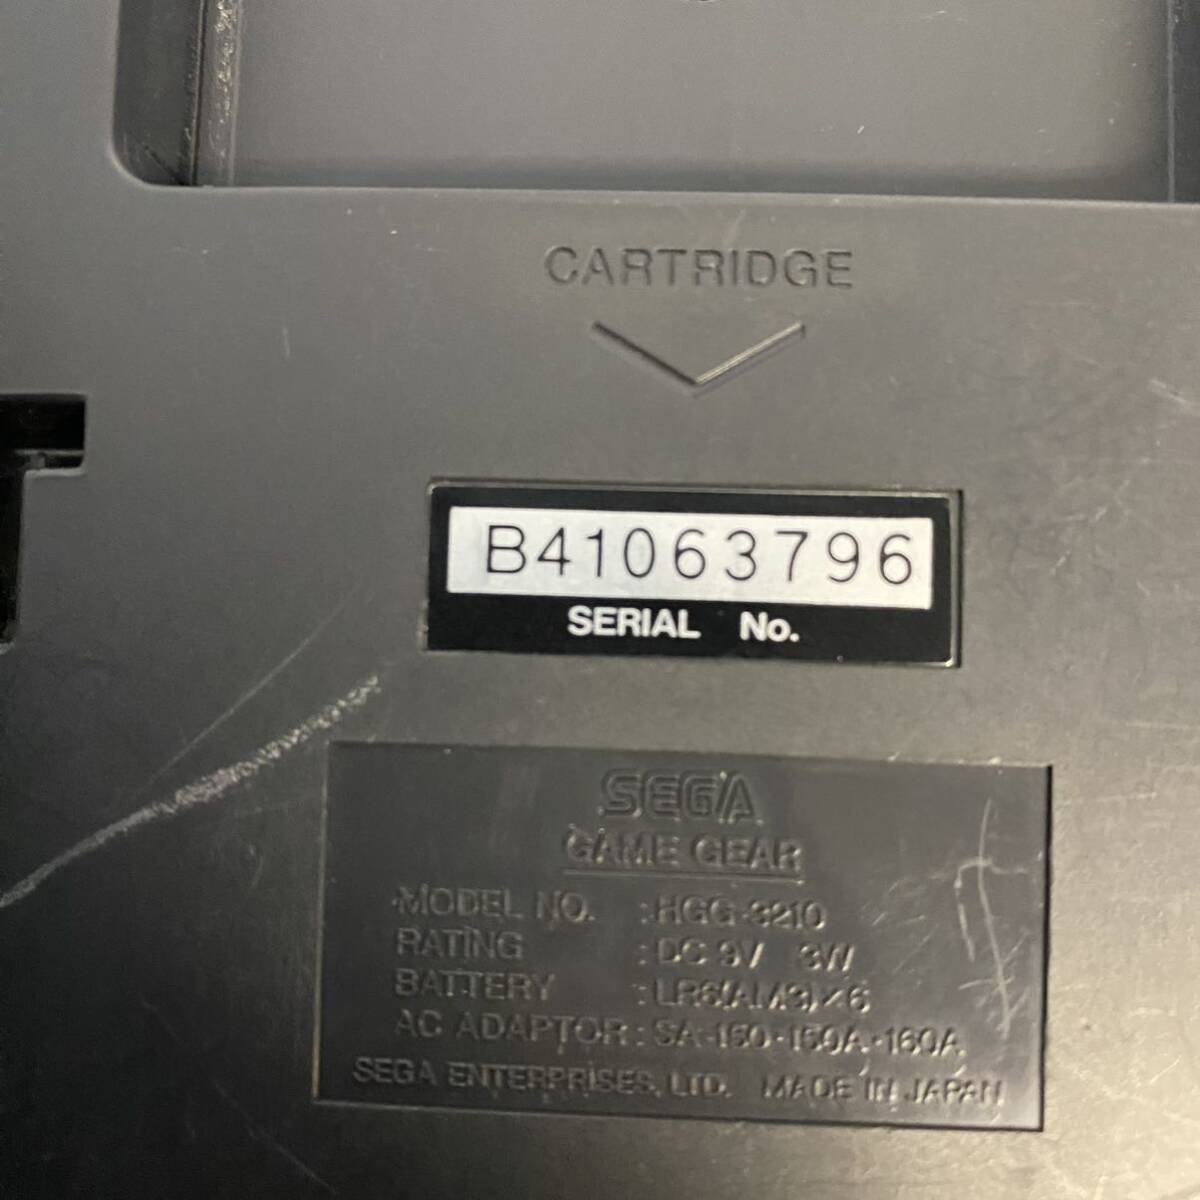 CARTRIDGE
B41063796
SERIAL No.
SEGA
GAME GEAR
MODEL NO. : HGG-3210
RATING : DC 9V 3W
BATTERY : LR6(AM3)×6
AC ADAPTOR : SA-150·150A·160A
SEGA ENTERPRISES, LTD. MADE IN JAPAN